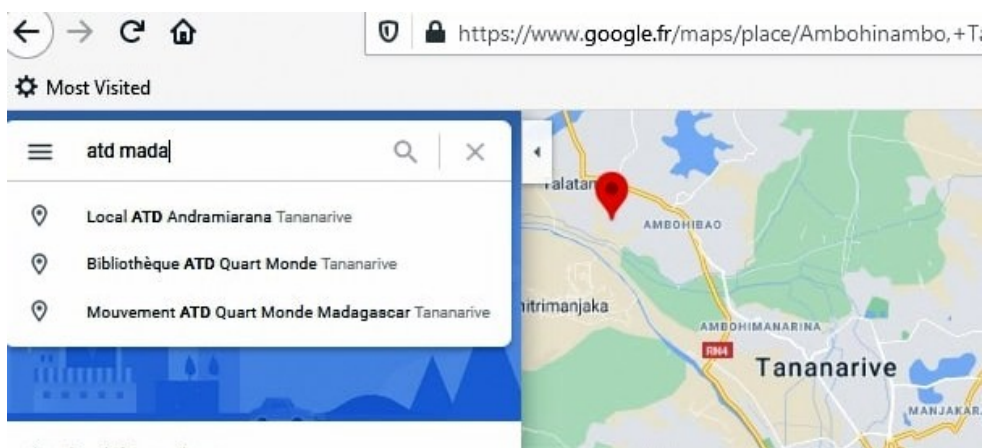 https://www.google.fr/maps/place/Ambohinambo,+Ta
Most Visited
atd mada
Local ATD Andramiarana Tananarive
Bibliothèque ATD Quart Monde Tananarive
Mouvement ATD Quart Monde Madagascar Tananarive
AMBOHIBAO
itrimanjaka
AMBOHIMANARINA
RN4
Tananarive
MANJAKAR